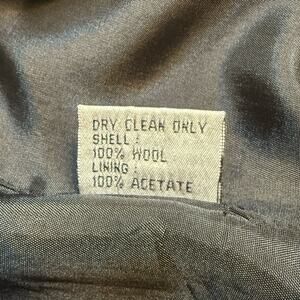 DRY CLEAN ONLY
SHELL :
100% WOOL
LINING :
100% ACETATE